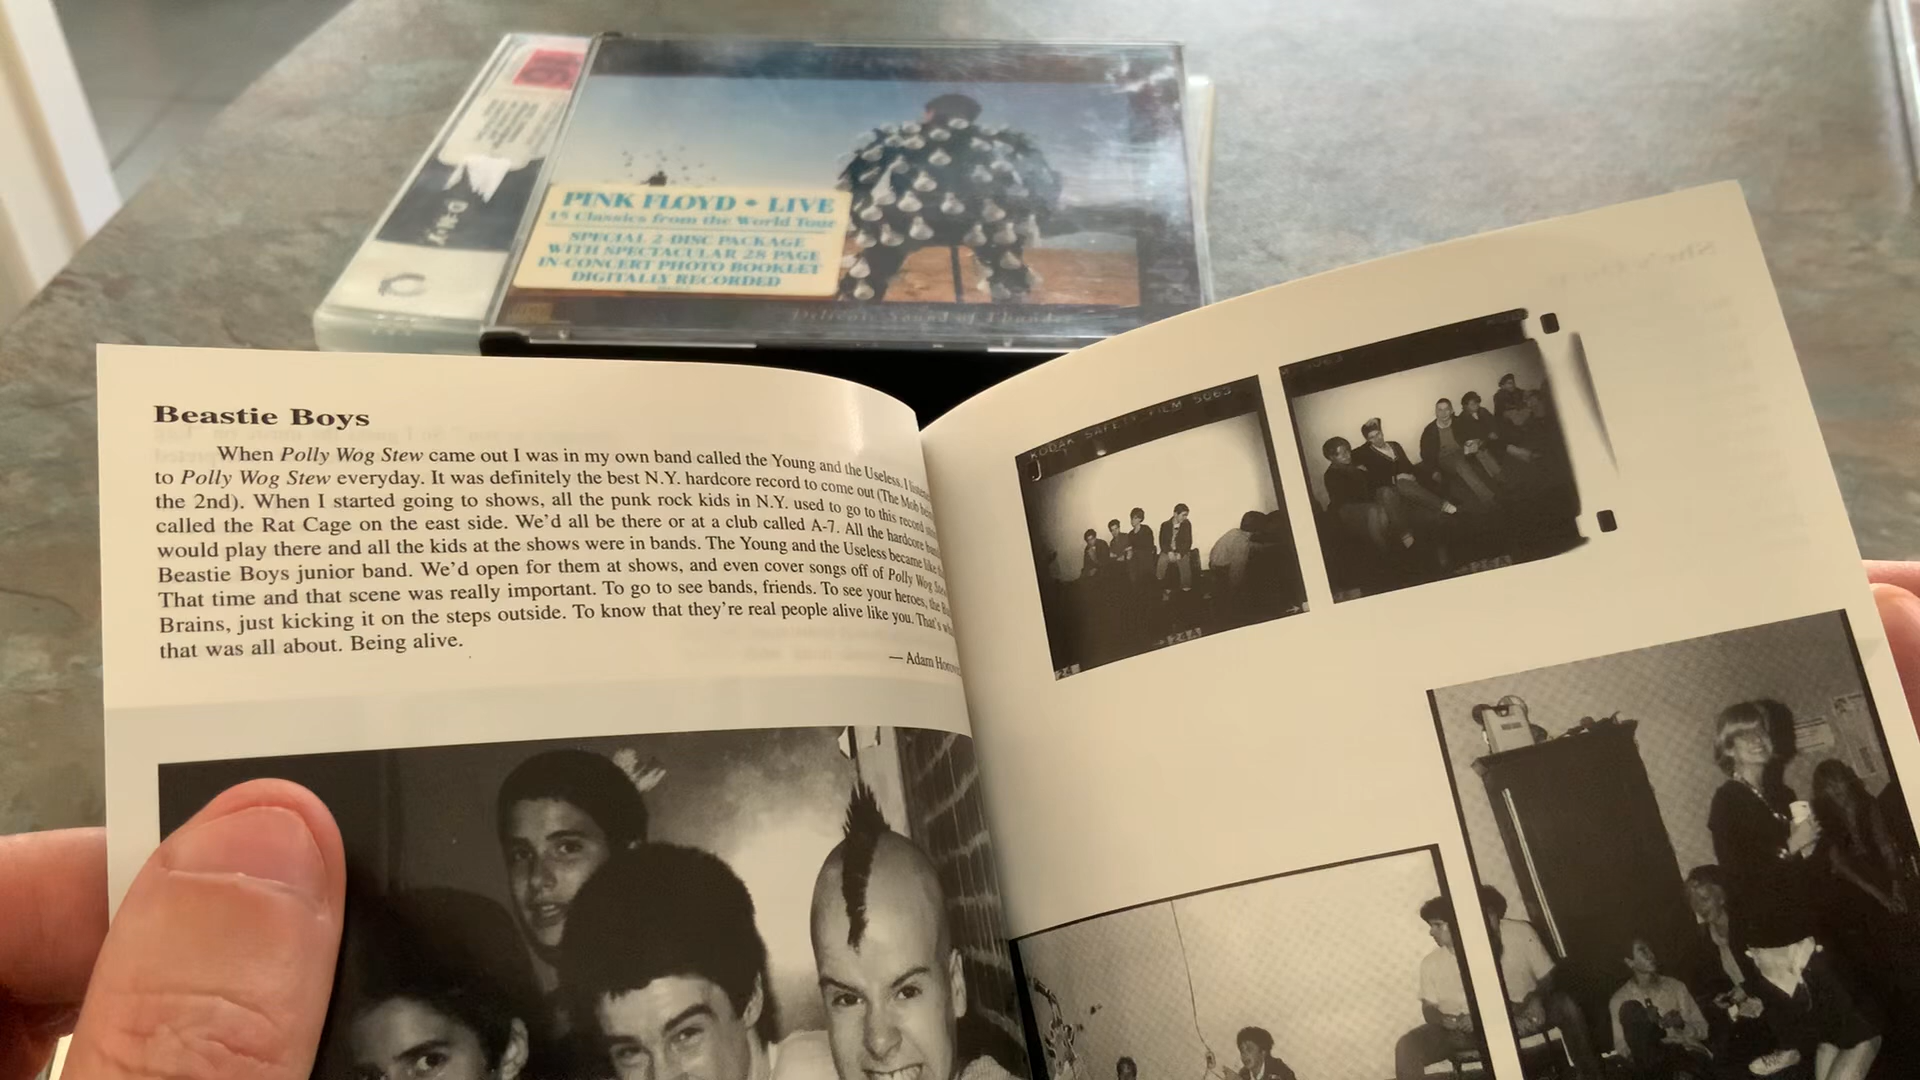 PINK FLOYD • LIVE
15 Classics from the World Tour
SPECIAL 2-DISC PACKAGE
WITH SPECTACULAR 28 PAGE
IN-CONCERT PHOTO BOOKLET
DIGITALLY RECORDED
Delicate Sound of Thunder
Beastie Boys
When Polly Wog Stew came out I was in my own band called the Young and the Useless. I
to Polly Wog Stew everyday. It was definitely the best N.Y. hardcore record to come out (The Mob
the 2nd). When I started going to shows, all the punk rock kids in N.Y. used to go to this record
called the Rat Cage on the east side. We'd all be there or at a club called A-7. All the hardcore
would play there and all the kids at the shows were in bands. The Young and the Useless became like
Beastie Boys junior band. We'd open for them at shows, and even cover songs off of Polly Wog
That time and that scene was really important. To go to see bands, friends. To see your heroes, the
Brains, just kicking it on the steps outside. To know that they're real people alive like you. That's
that was all about. Being alive.
— Adam
KODAK SAFETY FILM 5063